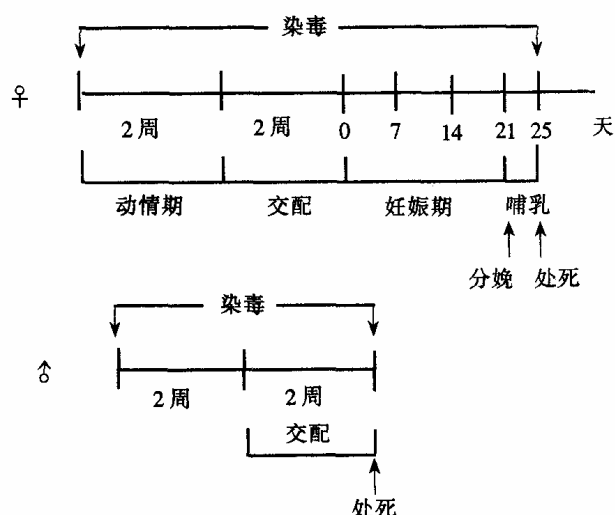 染毒
♀
2周 2周 0 7 14 21 25 天
动情期 交配 妊娠期 哺乳
分娩 处死
染毒
♂
2周 2周
交配
处死